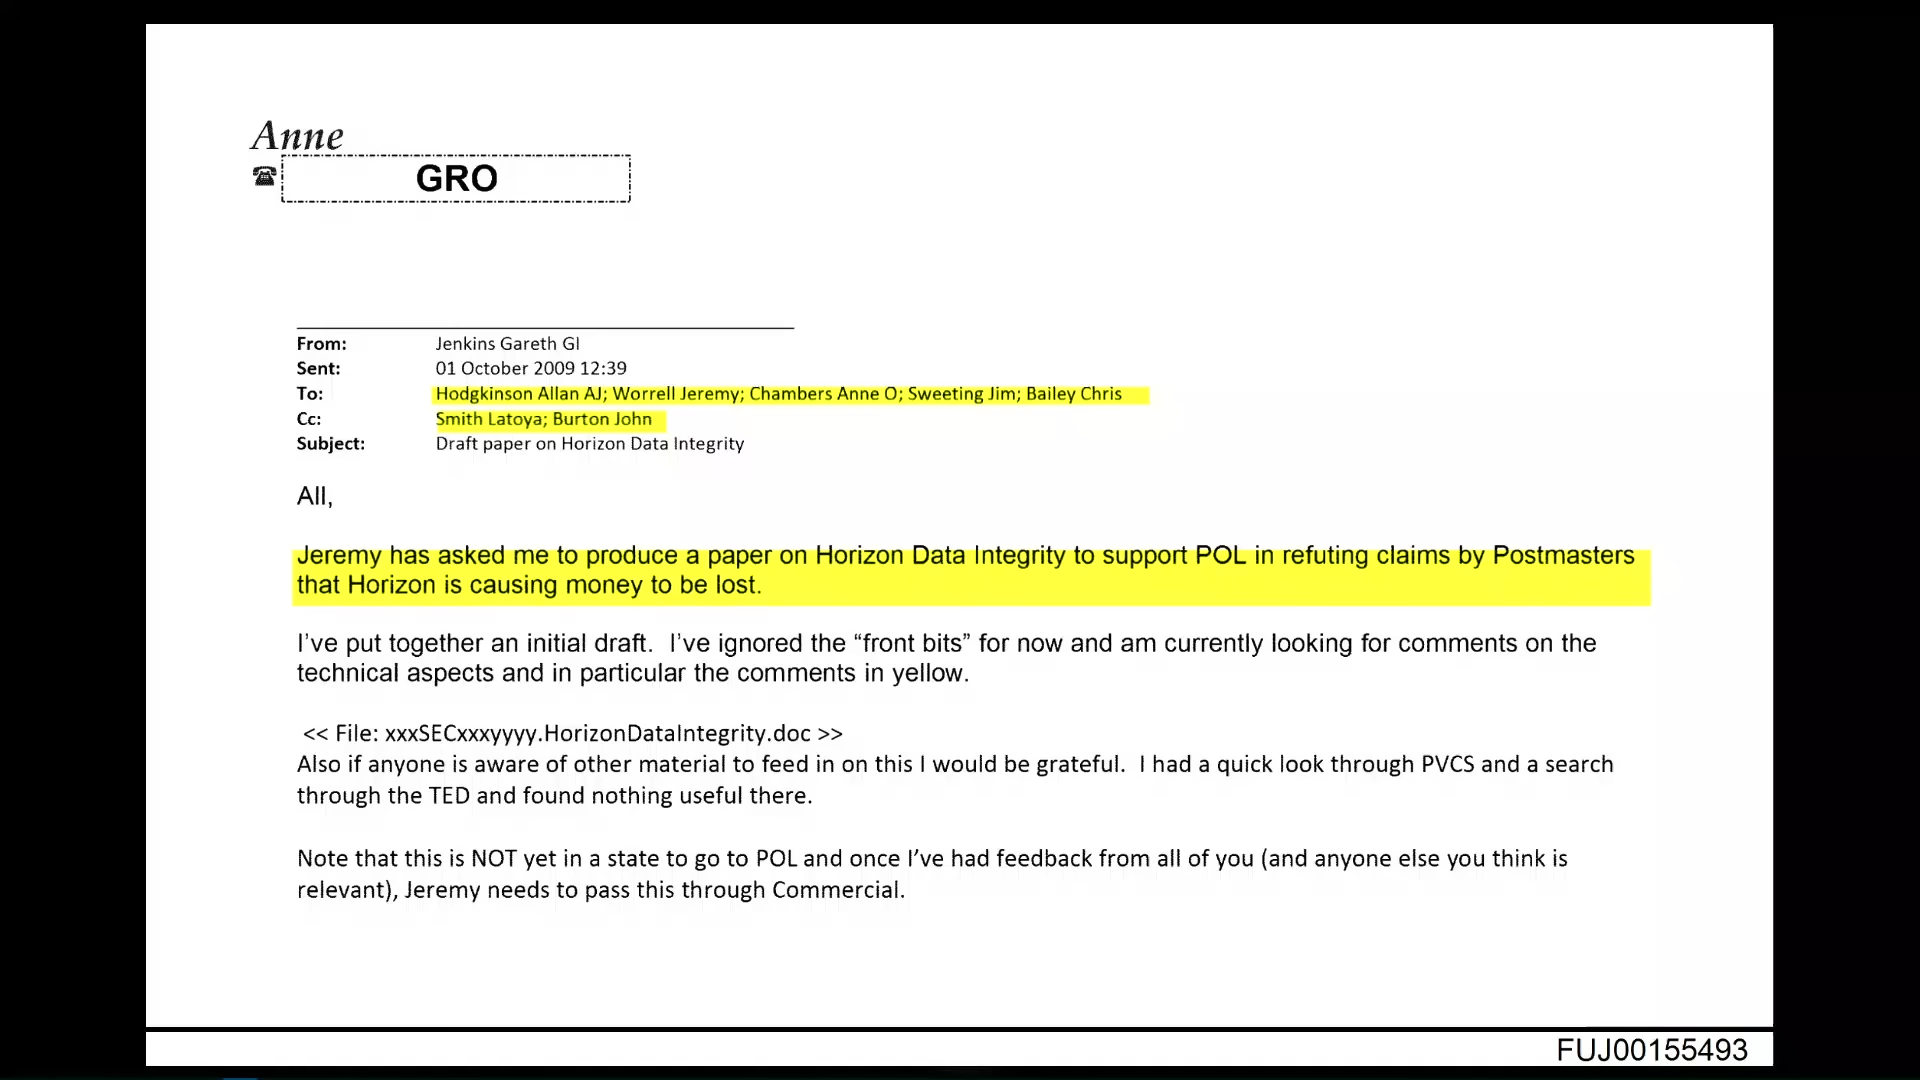 Anne
☎ GRO
From: Jenkins Gareth GI
Sent: 01 October 2009 12:39
To: Hodgkinson Allan AJ; Worrell Jeremy; Chambers Anne O; Sweeting Jim; Bailey Chris
Cc: Smith Latoya; Burton John
Subject: Draft paper on Horizon Data Integrity
All,
Jeremy has asked me to produce a paper on Horizon Data Integrity to support POL in refuting claims by Postmasters
that Horizon is causing money to be lost.
I’ve put together an initial draft.  I’ve ignored the “front bits” for now and am currently looking for comments on the
technical aspects and in particular the comments in yellow.
<< File: xxxSECxxxyyyy.HorizonDataIntegrity.doc >>
Also if anyone is aware of other material to feed in on this I would be grateful.  I had a quick look through PVCS and a search
through the TED and found nothing useful there.
Note that this is NOT yet in a state to go to POL and once I’ve had feedback from all of you (and anyone else you think is
relevant), Jeremy needs to pass this through Commercial.
FUJ00155493